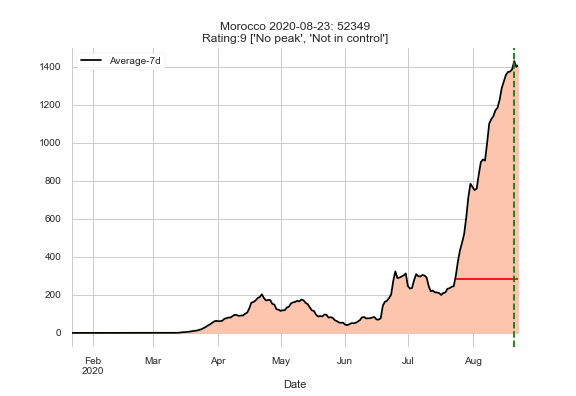 Morocco 2020-08-23: 52349
Rating:9 ['No peak', 'Not in control']
Average-7d
1400
1200
1000
800
600
400
200
0
Feb Mar Apr May Jun Jul Aug
2020
Date